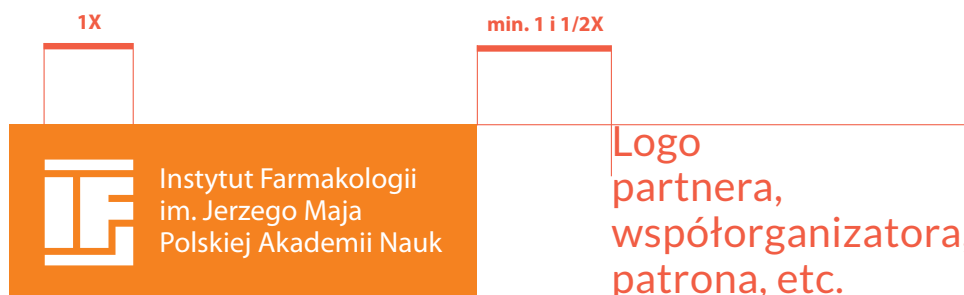 1X
min. 1 i 1/2X
Instytut Farmakologii
im. Jerzego Maja
Polskiej Akademii Nauk
Logo
partnera,
współorganizatora
patrona, etc.